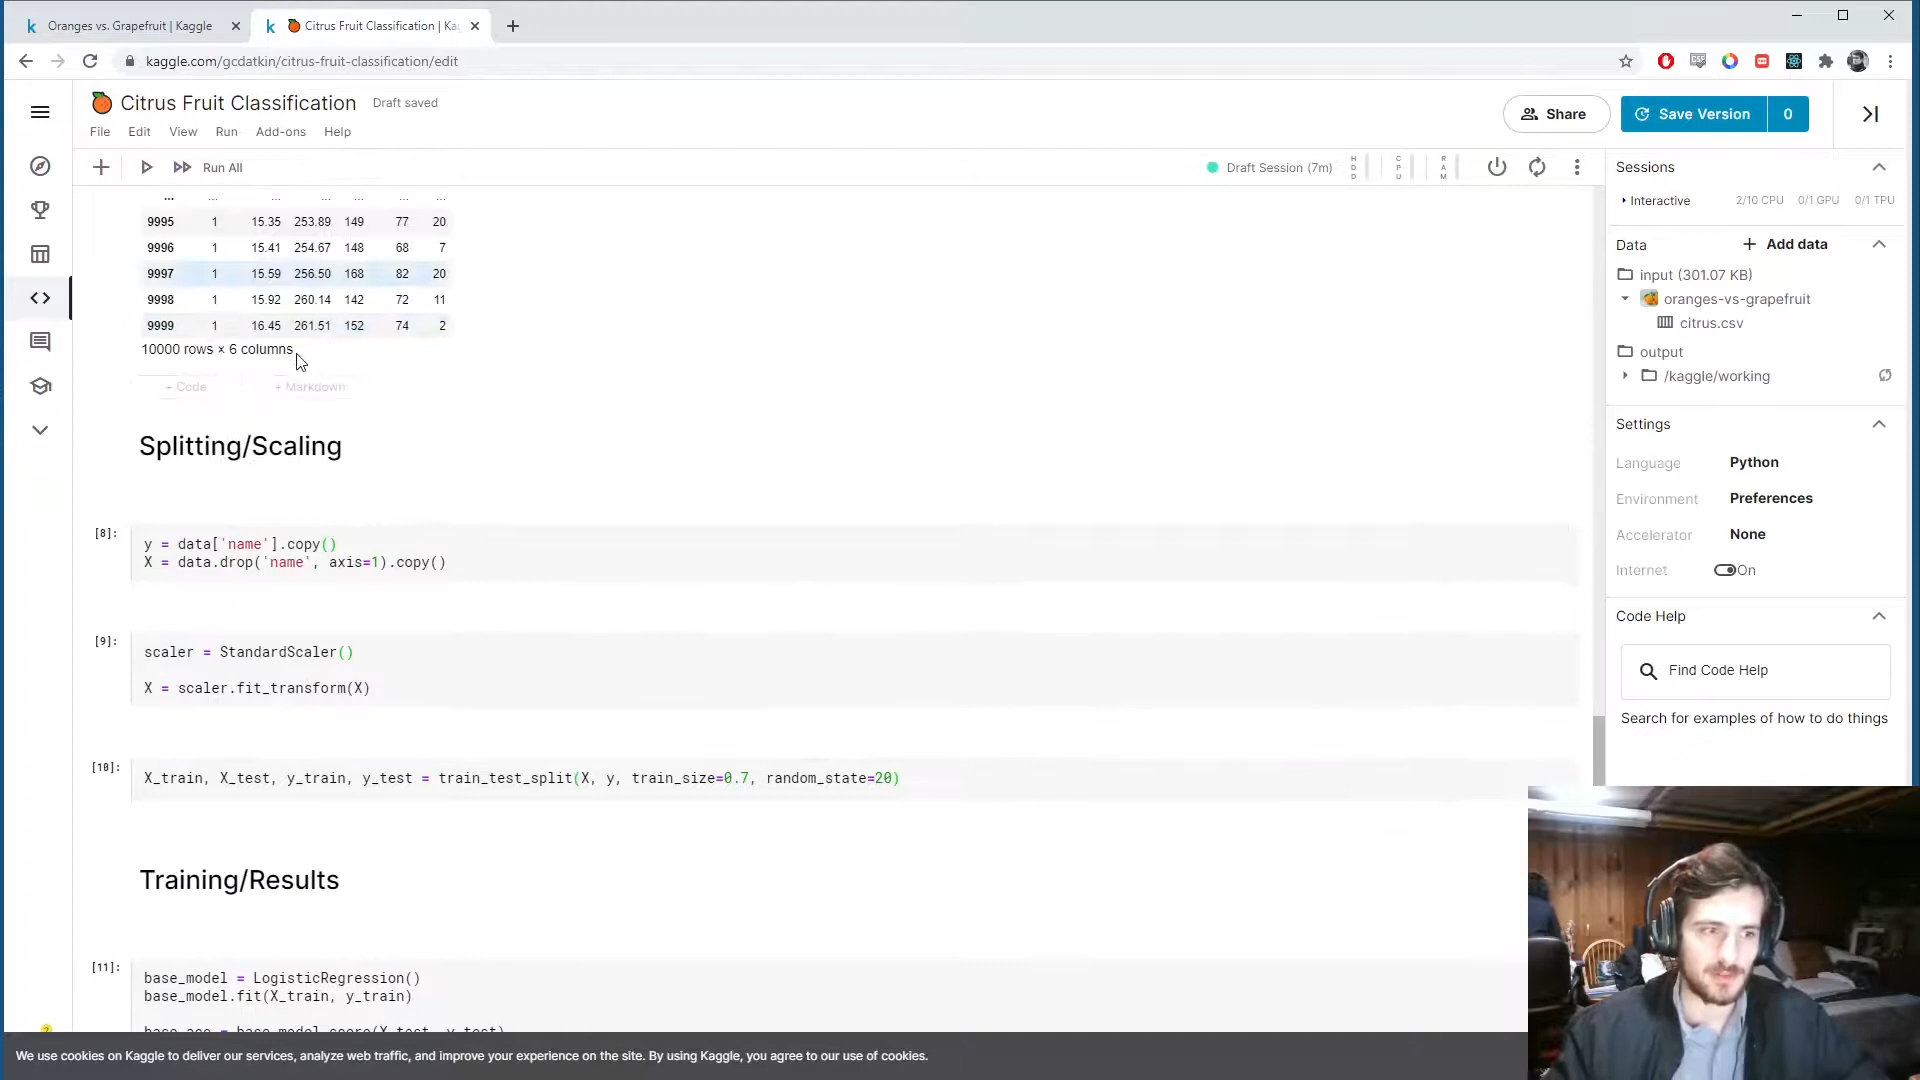 Oranges vs. Grapefruit | Kaggle
Citrus Fruit Classification | Ka
kaggle.com/gcdatkin/citrus-fruit-classification/edit
Citrus Fruit Classification
Draft saved
Share
Save Version
0
File
Edit
View
Run
Add-ons
Help
Run All
Draft Session (7m)
HDD
CPU
RAM
... ... ... ... ... ... ...
9995 1 15.35 253.89 149 77 20
9996 1 15.41 254.67 148 68 7
9997 1 15.59 256.50 168 82 20
9998 1 15.92 260.14 142 72 11
9999 1 16.45 261.51 152 74 2
10000 rows × 6 columns
+ Code
+ Markdown
Splitting/Scaling
[8]:
y = data['name'].copy()
X = data.drop('name', axis=1).copy()
[9]:
scaler = StandardScaler()
X = scaler.fit_transform(X)
[10]:
X_train, X_test, y_train, y_test = train_test_split(X, y, train_size=0.7, random_state=20)
Training/Results
[11]:
base_model = LogisticRegression()
base_model.fit(X_train, y_train)
base_acc = base_model.score(X_test, y_test)
Sessions
Interactive
2/10 CPU
0/1 GPU
0/1 TPU
Data
+ Add data
input (301.07 KB)
oranges-vs-grapefruit
citrus.csv
output
/kaggle/working
Settings
Language
Python
Environment
Preferences
Accelerator
None
Internet
On
Code Help
Find Code Help
Search for examples of how to do things
We use cookies on Kaggle to deliver our services, analyze web traffic, and improve your experience on the site. By using Kaggle, you agree to our use of cookies.